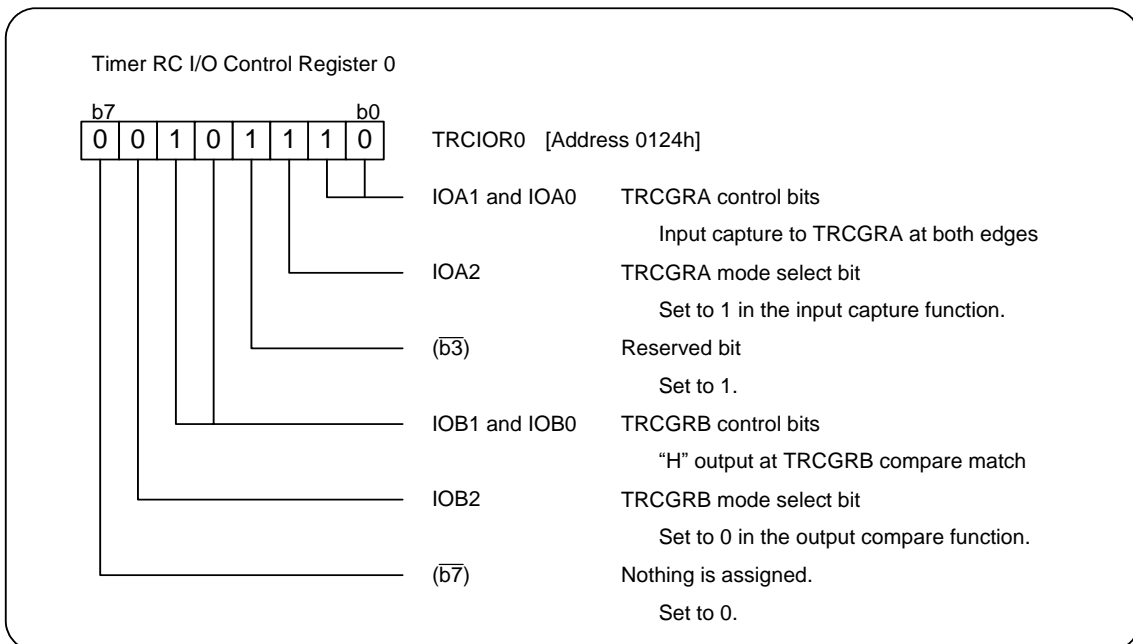 Timer RC I/O Control Register 0
b7 b0
0 0 1 0 1 1 1 0 TRCIOR0 [Address 0124h]
IOA1 and IOA0 TRCGRA control bits
Input capture to TRCGRA at both edges
IOA2 TRCGRA mode select bit
Set to 1 in the input capture function.
(b̅3̅) Reserved bit
Set to 1.
IOB1 and IOB0 TRCGRB control bits
“H” output at TRCGRB compare match
IOB2 TRCGRB mode select bit
Set to 0 in the output compare function.
(b̅7̅) Nothing is assigned.
Set to 0.